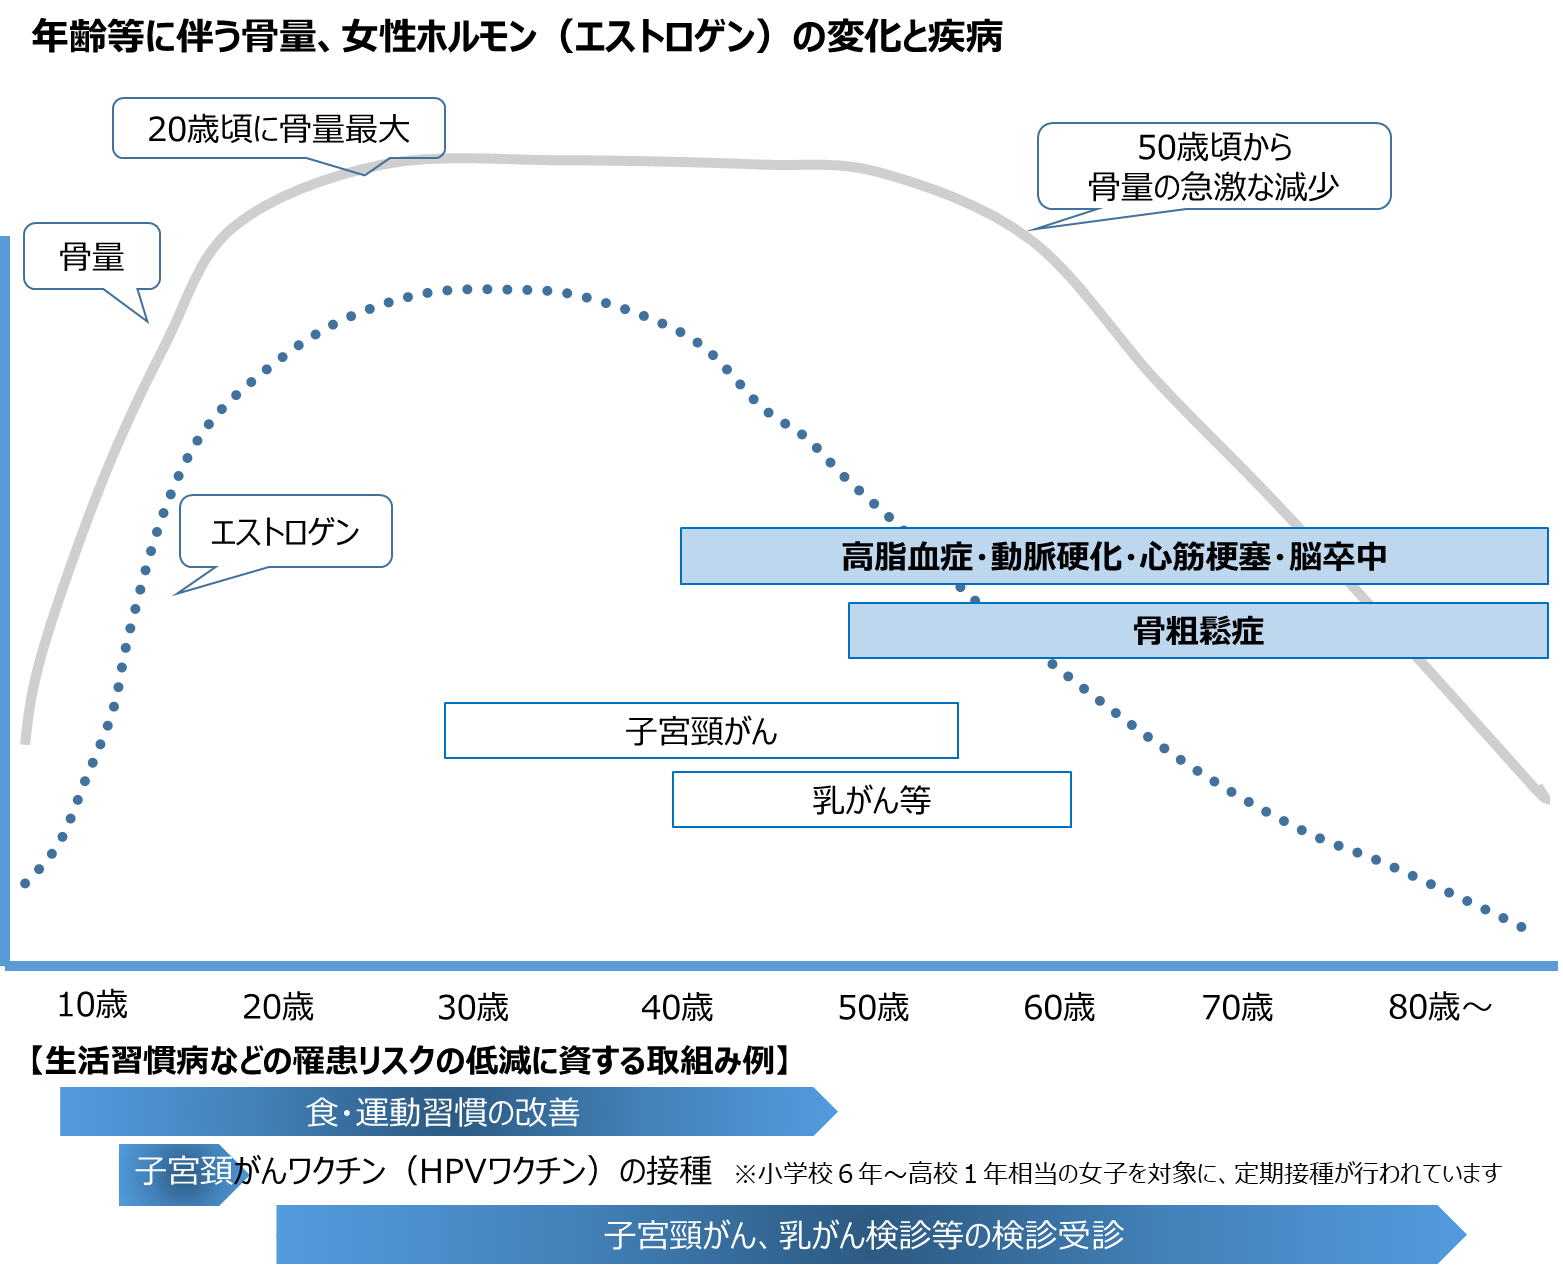 年齢等に伴う骨量、女性ホルモン（エストロゲン）の変化と疾病
20歳頃に骨量最大
50歳頃から
骨量の急激な減少
骨量
エストロゲン
高脂血症・動脈硬化・心筋梗塞・脳卒中
骨粗鬆症
子宮頸がん
乳がん等
10歳 20歳 30歳 40歳 50歳 60歳 70歳 80歳～
【生活習慣病などの罹患リスクの低減に資する取組み例】
食・運動習慣の改善
子宮頚がんワクチン（HPVワクチン）の接種 ※小学校６年～高校１年相当の女子を対象に、定期接種が行われています
子宮頸がん、乳がん検診等の検診受診